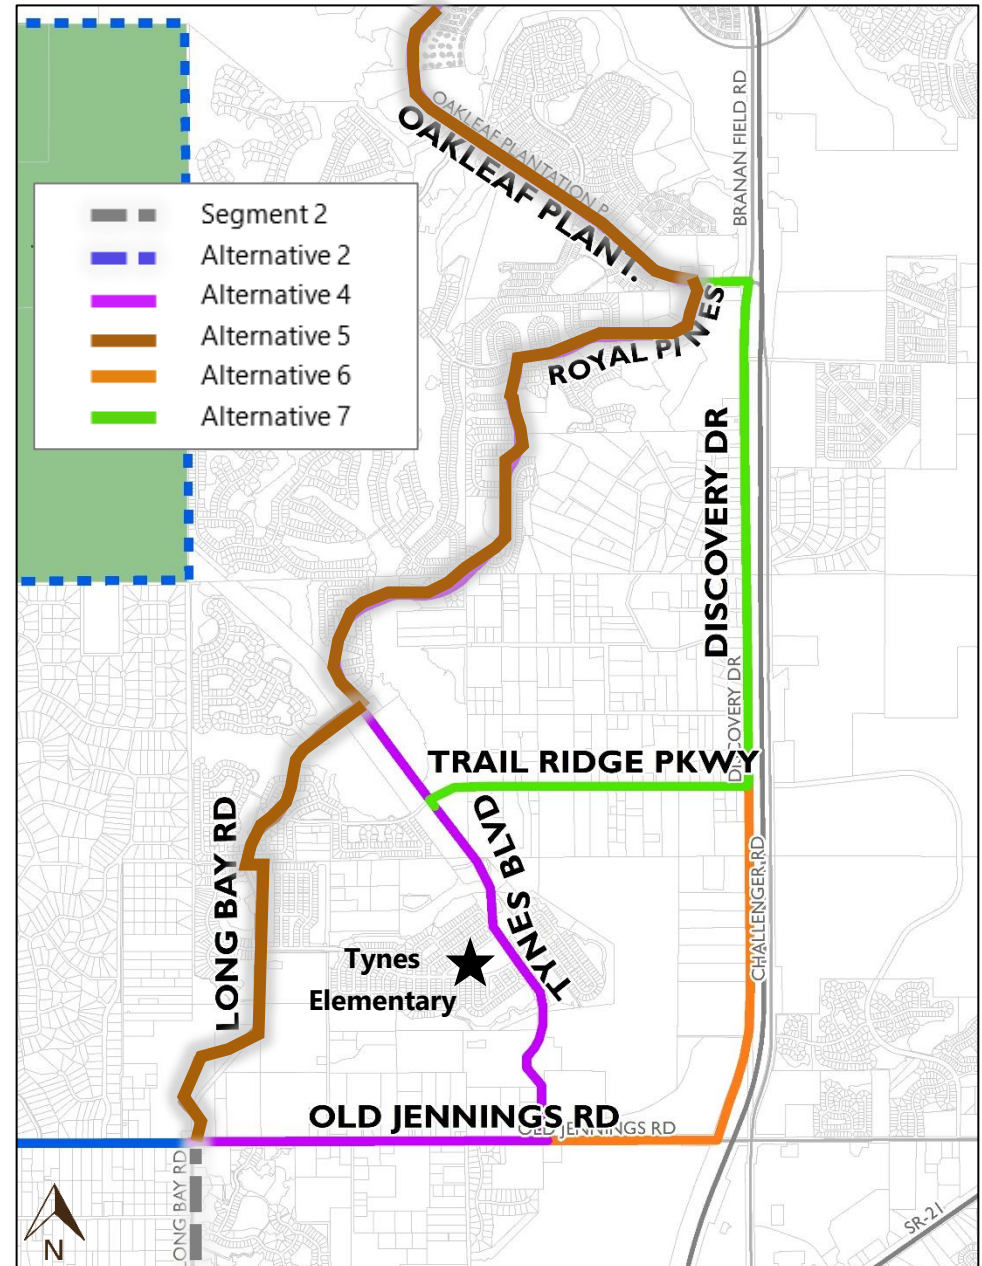 OAKLEAF PLANTATION P
OAKLEAF PLANT.
BRANAN FIELD RD
Segment 2
Alternative 2
Alternative 4
Alternative 5
Alternative 6
Alternative 7
ROYAL PINES
DISCOVERY DR
DISCOVERY DR
TRAIL RIDGE PKWY
LONG BAY RD
TYNES BLVD
CHALLENGER RD
Tynes
Elementary
OLD JENNINGS RD
OLD JENNINGS RD
ONG BAY RD
SR-21
N